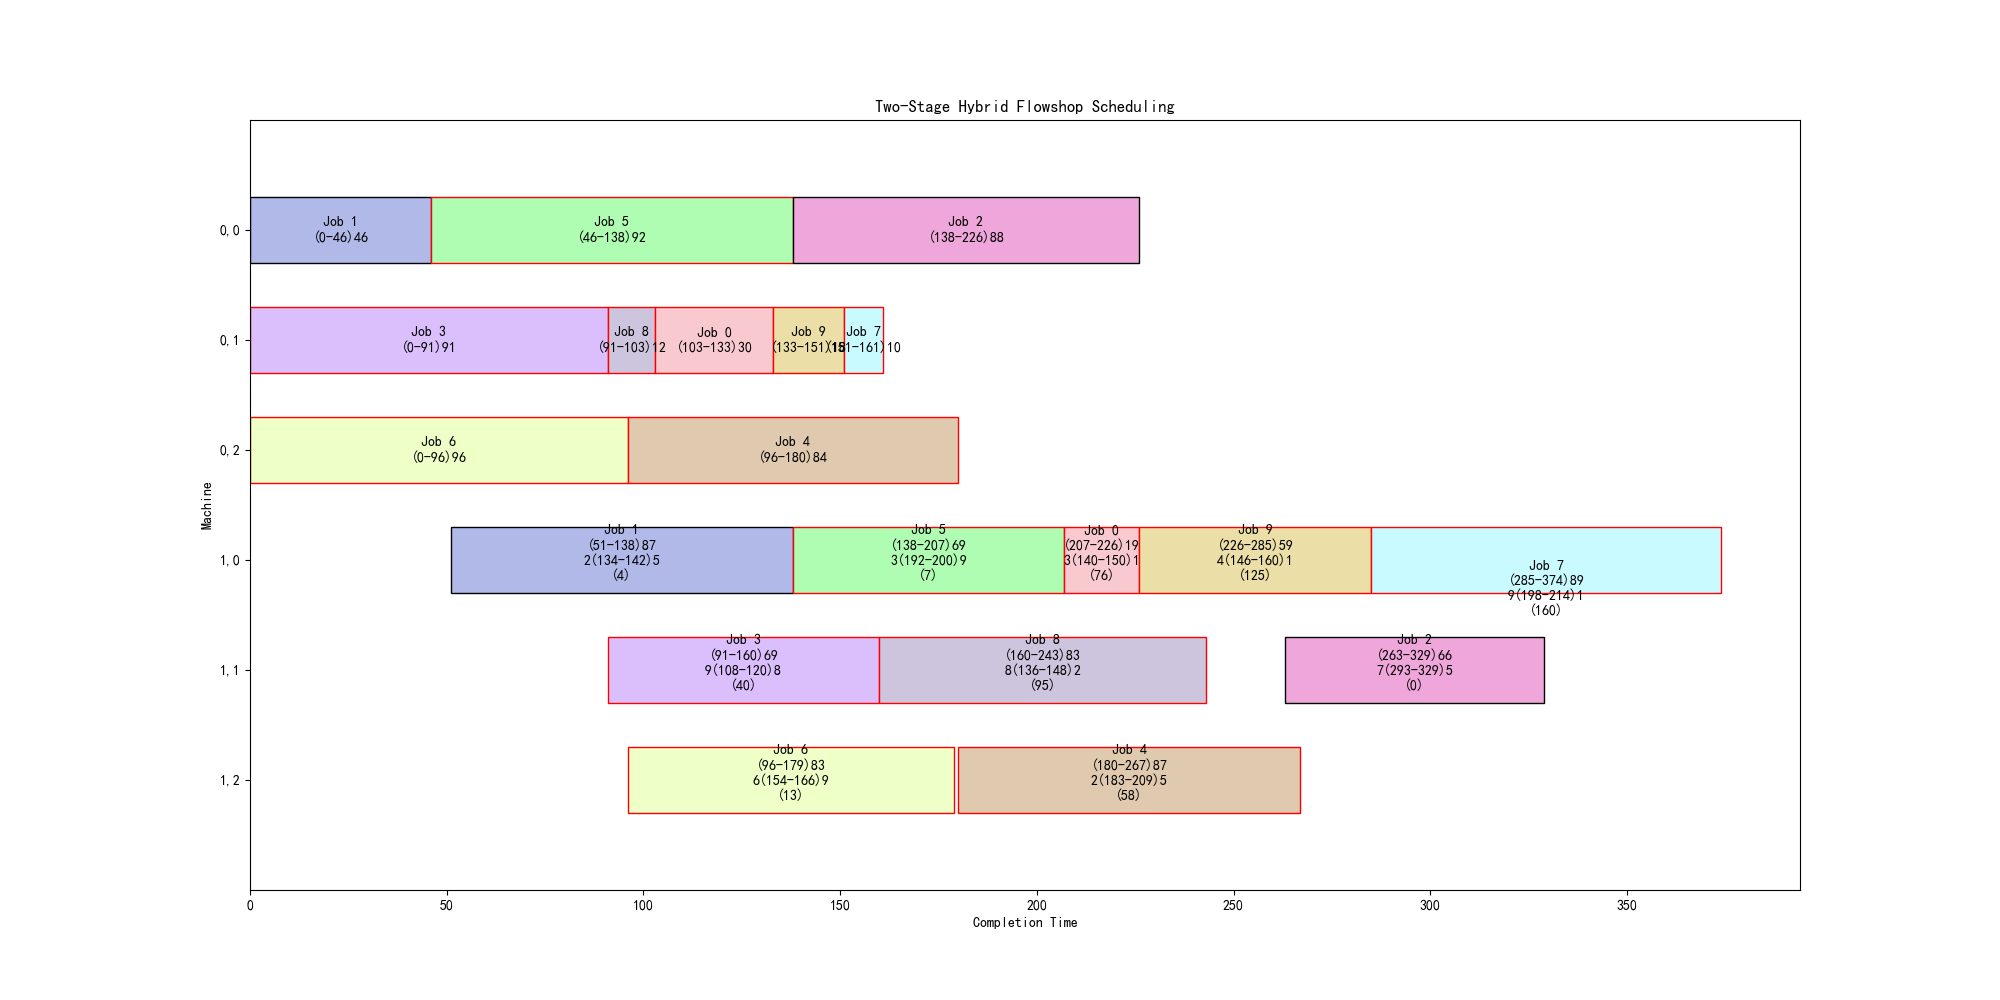 Two-Stage Hybrid Flowshop Scheduling
Machine
0,0
Job 1
(0-46)46
Job 5
(46-138)92
Job 2
(138-226)88
0,1
Job 3
(0-91)91
Job 8
(91-103)12
Job 0
(103-133)30
Job 9
(133-151)18
Job 7
(151-161)10
0,2
Job 6
(0-96)96
Job 4
(96-180)84
1,0
Job 1
(51-138)87
2(134-142)5
(4)
Job 5
(138-207)69
3(192-200)9
(7)
Job 0
(207-226)19
3(140-150)1
(76)
Job 9
(226-285)59
4(146-160)1
(125)
Job 7
(285-374)89
9(198-214)1
(160)
1,1
Job 3
(91-160)69
9(108-120)8
(40)
Job 8
(160-243)83
8(136-148)2
(95)
Job 2
(263-329)66
7(293-329)5
(0)
1,2
Job 6
(96-179)83
6(154-166)9
(13)
Job 4
(180-267)87
2(183-209)5
(58)
0
50
100
150
200
250
300
350
Completion Time